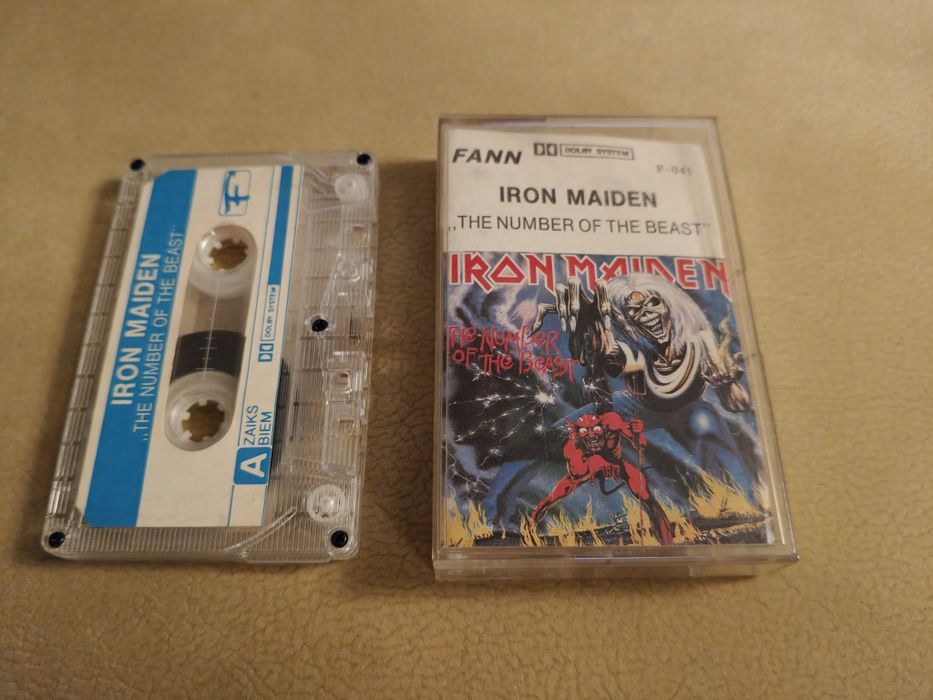 IRON MAIDEN
„THE NUMBER OF THE BEAST"
F
DOLBY SYSTEM
A
ZAIKS
BIEM
FANN
DOLBY SYSTEM
F-041
IRON MAIDEN
„THE NUMBER OF THE BEAST"
IRON MAIDEN
THE NUMBER
OF THE BEAST